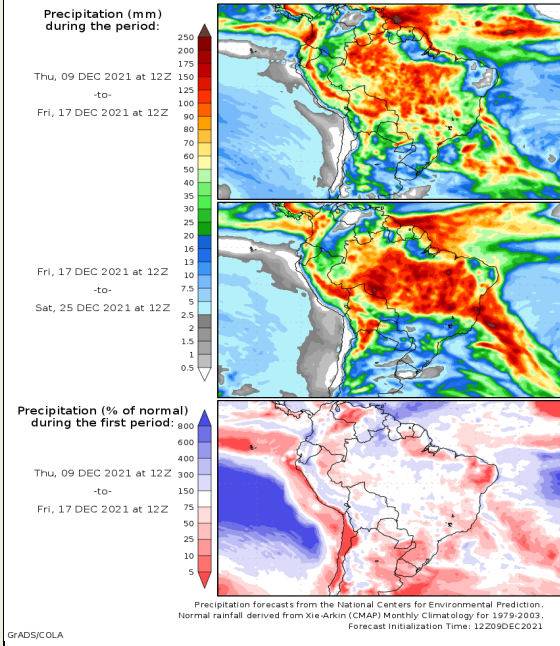 Precipitation (mm)
during the period:
Thu, 09 DEC 2021 at 12Z
-to-
Fri, 17 DEC 2021 at 12Z
250
200
175
150
125
100
90
80
70
60
50
40
35
30
25
20
16
13
10
7.5
5
2.5
2
1.5
1
0.5
Fri, 17 DEC 2021 at 12Z
-to-
Sat, 25 DEC 2021 at 12Z
Precipitation (% of normal)
during the first period:
Thu, 09 DEC 2021 at 12Z
-to-
Fri, 17 DEC 2021 at 12Z
800
600
400
300
150
75
50
25
10
5
Precipitation forecasts from the National Centers for Environmental Prediction.
Normal rainfall derived from Xie-Arkin (CMAP) Monthly Climatology for 1979-2003.
Forecast Initialization Time: 12Z09DEC2021
GrADS/COLA